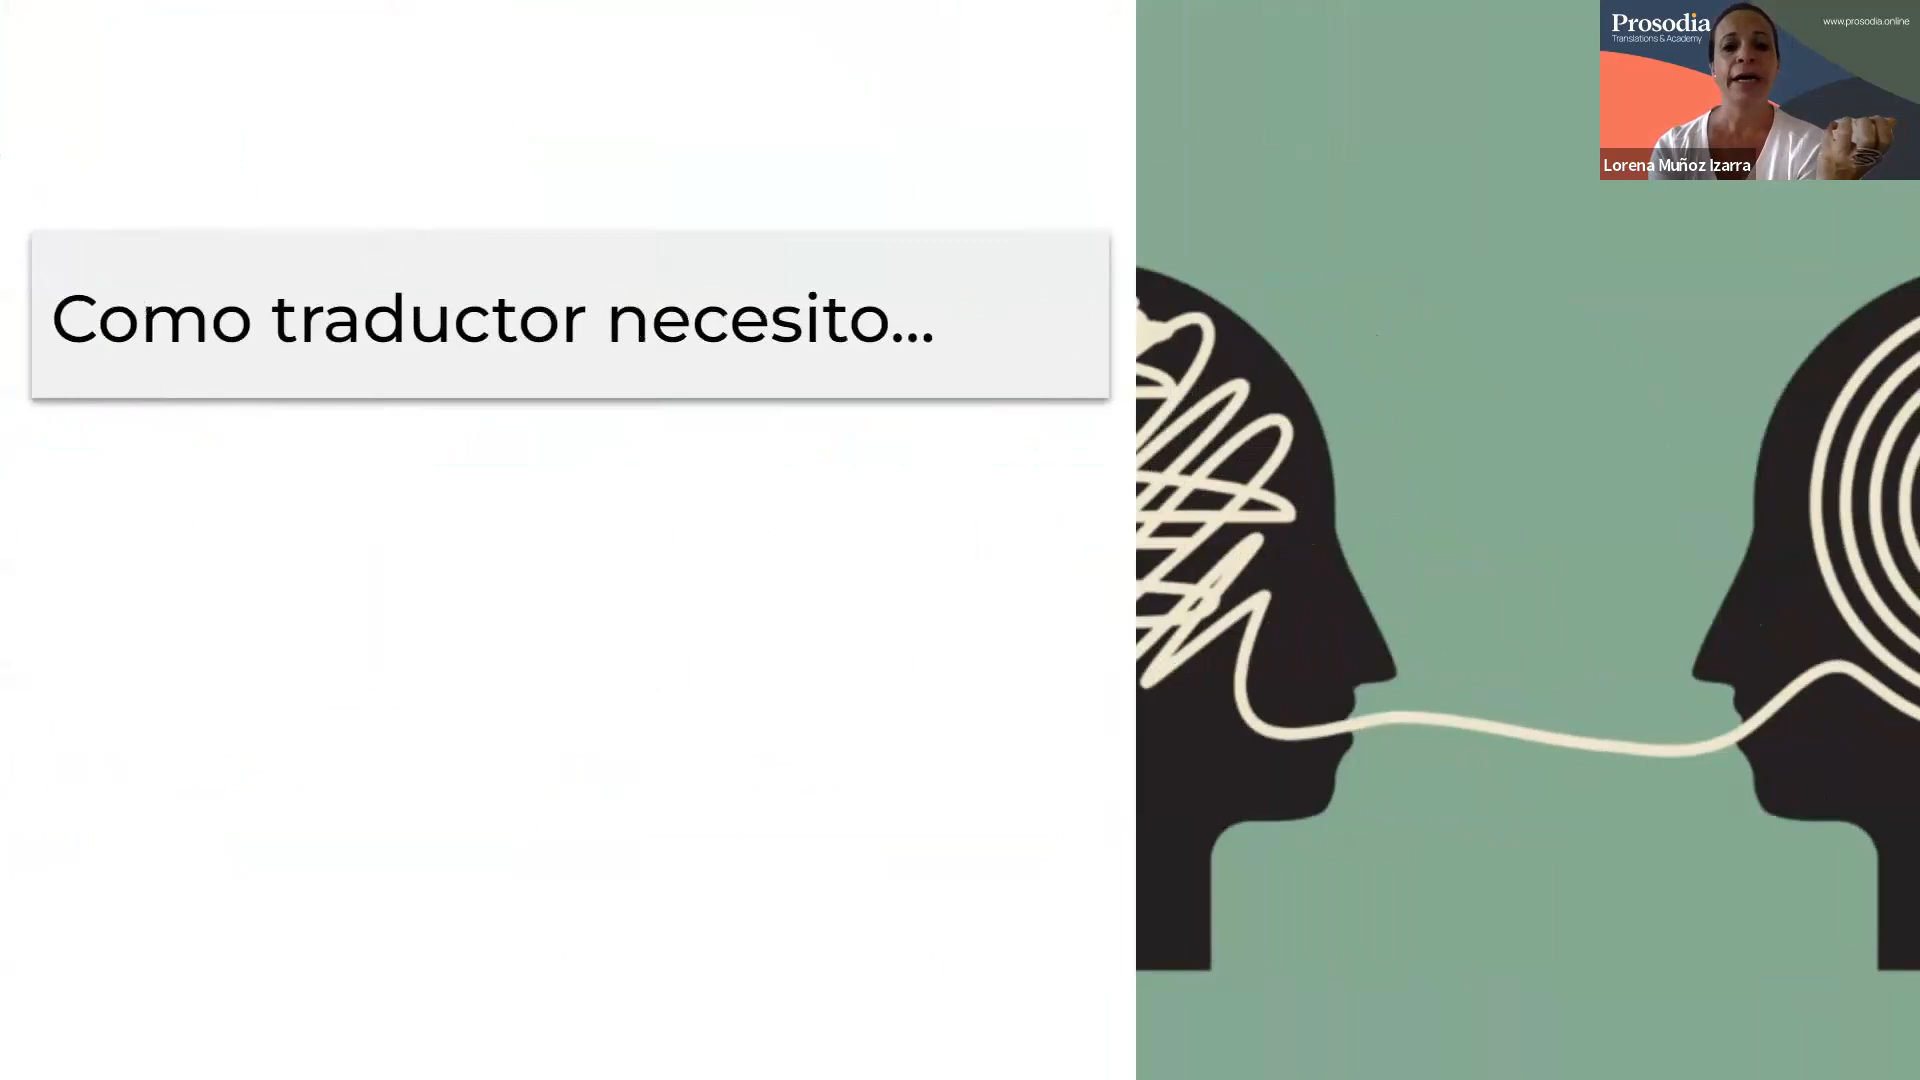 Prosodia
Translations & Academy
www.prosodia.online
Lorena Muñoz Izarra
Como traductor necesito...